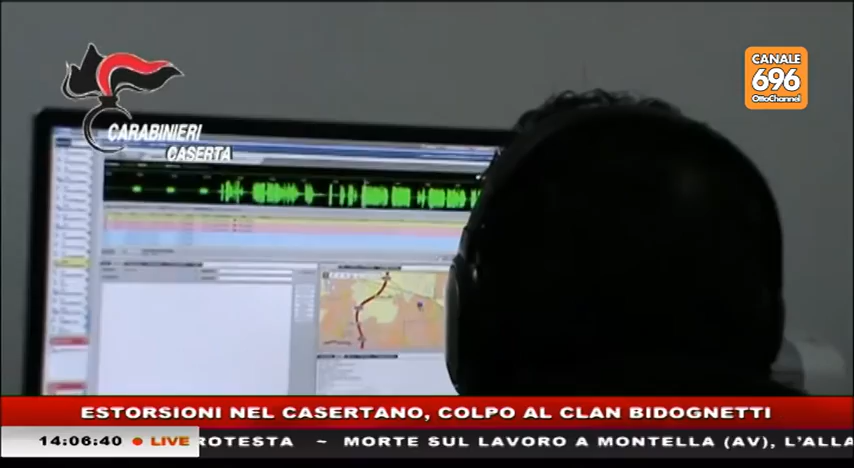 CARABINIERI
CASERTA
CANALE
696
OttoChannel
ESTORSIONI NEL CASERTANO, COLPO AL CLAN BIDOGNETTI
14:06:40 ● LIVE ROTESTA ~ MORTE SUL LAVORO A MONTELLA (AV), L'ALLA